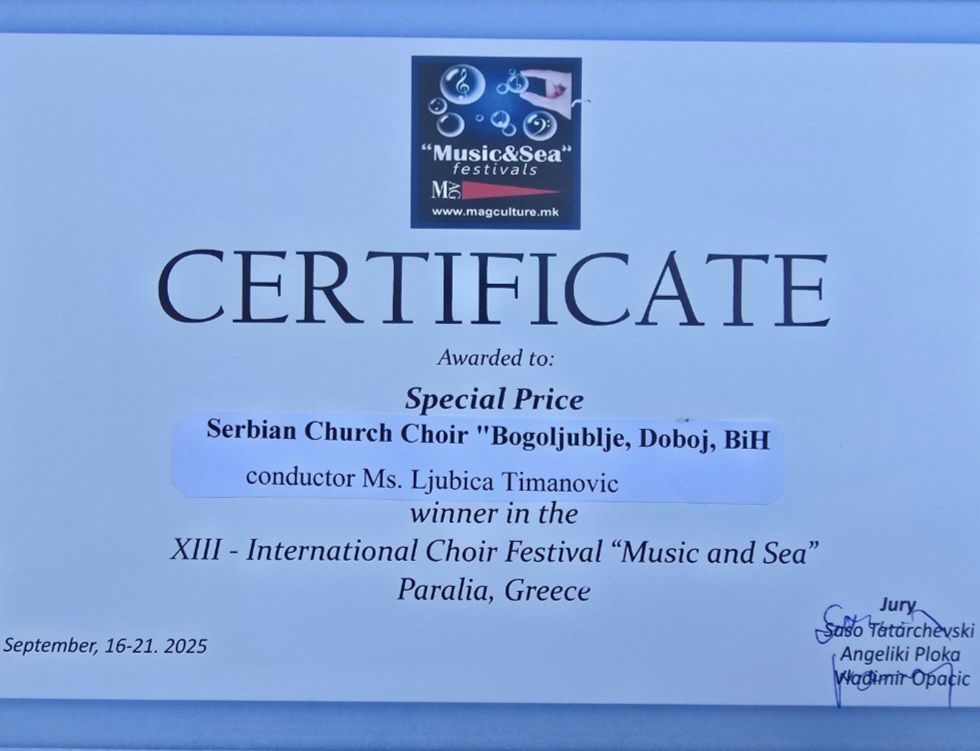 "Music&Sea"
festivals
MAG
www.magculture.mk
CERTIFICATE
Awarded to:
Special Price
Serbian Church Choir "Bogoljublje, Doboj, BiH
conductor Ms. Ljubica Timanovic
winner in the
XIII - International Choir Festival “Music and Sea”
Paralia, Greece
September, 16-21. 2025
Jury
Saso Tatarchevski
Angeliki Ploka
Vladimir Opacic